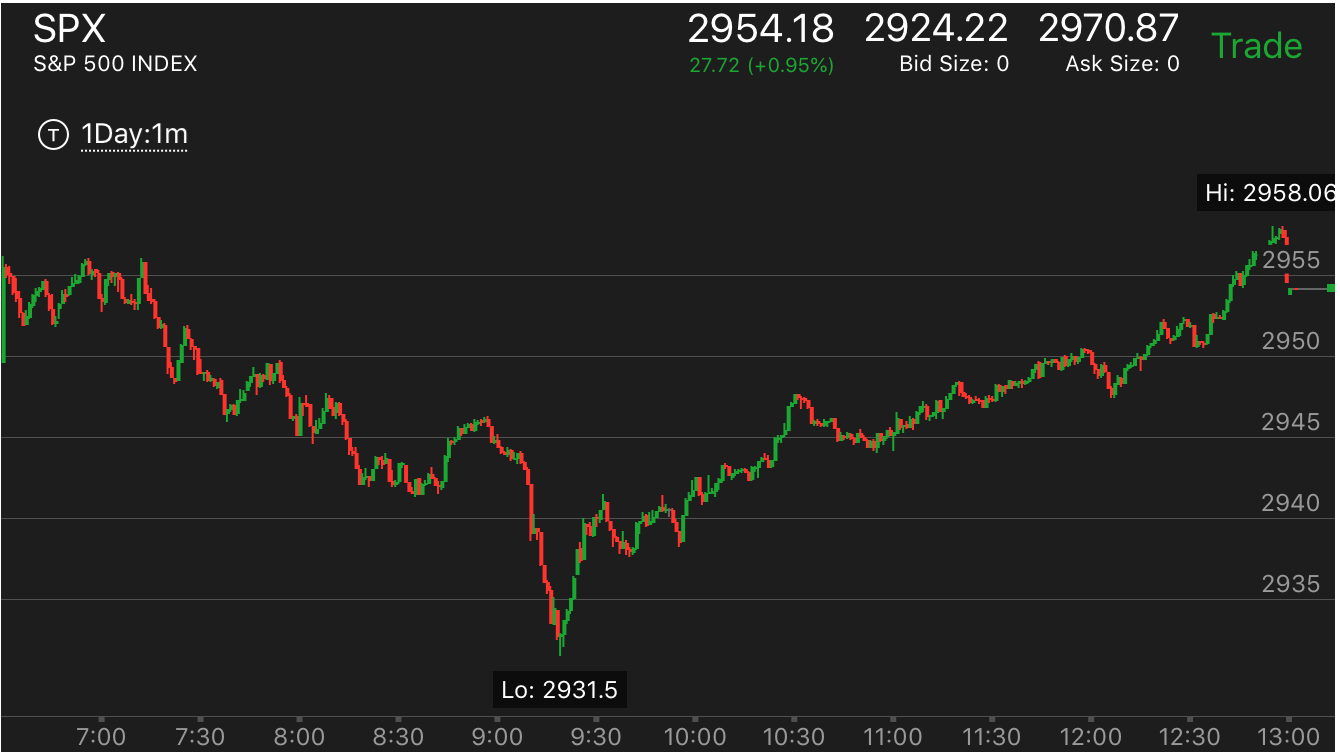 SPX 2954.18 2924.22 2970.87 Trade
S&P 500 INDEX 27.72 (+0.95%) Bid Size: 0 Ask Size: 0
T 1Day:1m
Hi: 2958.06
2955
2950
2945
2940
2935
Lo: 2931.5
7:00 7:30 8:00 8:30 9:00 9:30 10:00 10:30 11:00 11:30 12:00 12:30 13:00